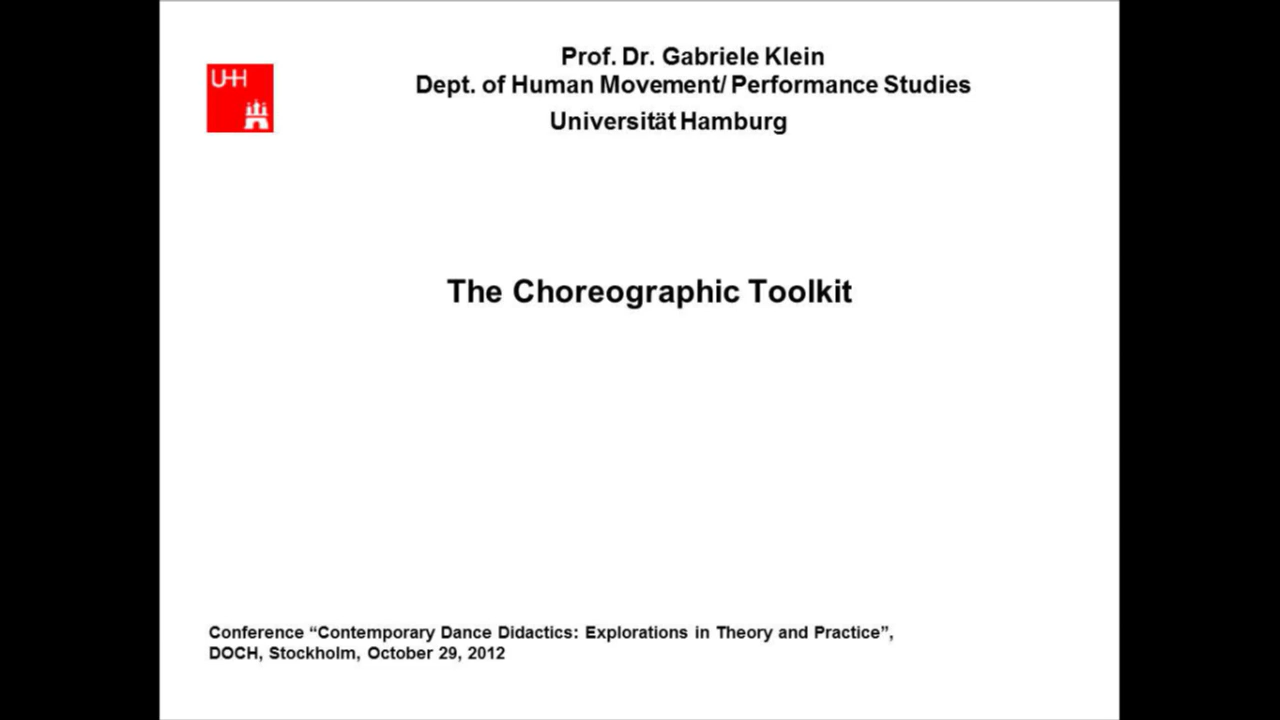 Prof. Dr. Gabriele Klein
Dept. of Human Movement/ Performance Studies
Universität Hamburg
UHH
The Choreographic Toolkit
Conference “Contemporary Dance Didactics: Explorations in Theory and Practice”,
DOCH, Stockholm, October 29, 2012